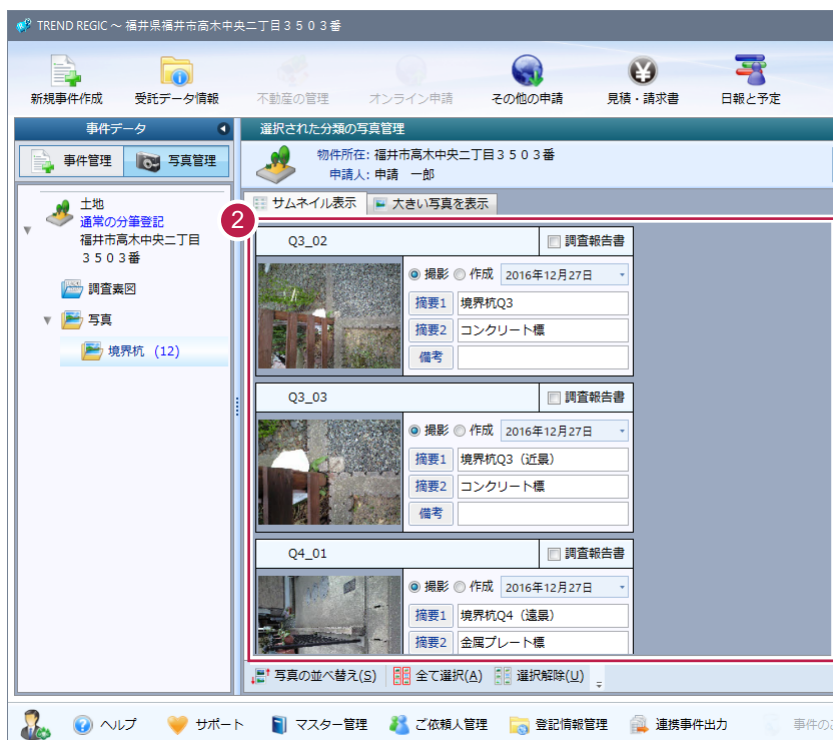 TREND REGIC ～ 福井県福井市高木中央二丁目３５０３番
新規事件作成 受託データ情報 不動産の管理 オンライン申請 その他の申請 見積・請求書 日報と予定
事件データ
事件管理 写真管理
土地
通常の分筆登記
福井市高木中央二丁目
３５０３番
調査素図
写真
境界杭 (12)
選択された分類の写真管理
物件所在: 福井市高木中央二丁目３５０３番
申請人: 申請 一郎
サムネイル表示 大きい写真を表示
2
Q3_02 調査報告書
撮影 作成 2016年12月27日
摘要1 境界杭Q3
摘要2 コンクリート標
備考
Q3_03 調査報告書
撮影 作成 2016年12月27日
摘要1 境界杭Q3（近景）
摘要2 コンクリート標
備考
Q4_01 調査報告書
撮影 作成 2016年12月27日
摘要1 境界杭Q4（遠景）
摘要2 金属プレート標
写真の並べ替え(S) 全て選択(A) 選択解除(U)
ヘルプ サポート マスター管理 ご依頼人管理 登記情報管理 連携事件出力 事件の